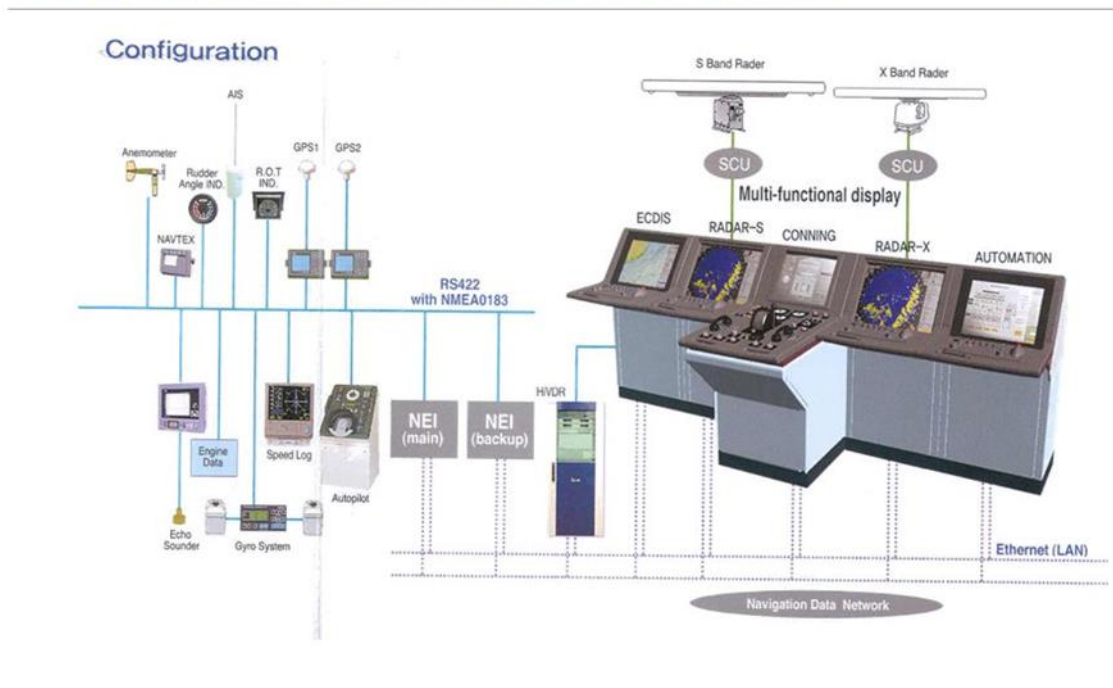 Configuration
S Band Rader
X Band Rader
AIS
Anemometer
Rudder
Angle IND.
R.O.T
IND.
GPS1
GPS2
SCU
SCU
Multi-functional display
NAVTEX
ECDIS
RADAR-S
CONNING
RADAR-X
AUTOMATION
RS422
with NMEA0183
HiVDR
NEI
(main)
NEI
(backup)
Engine
Data
Speed Log
Autopilot
Echo
Sounder
Gyro System
Ethernet (LAN)
Navigation Data Network